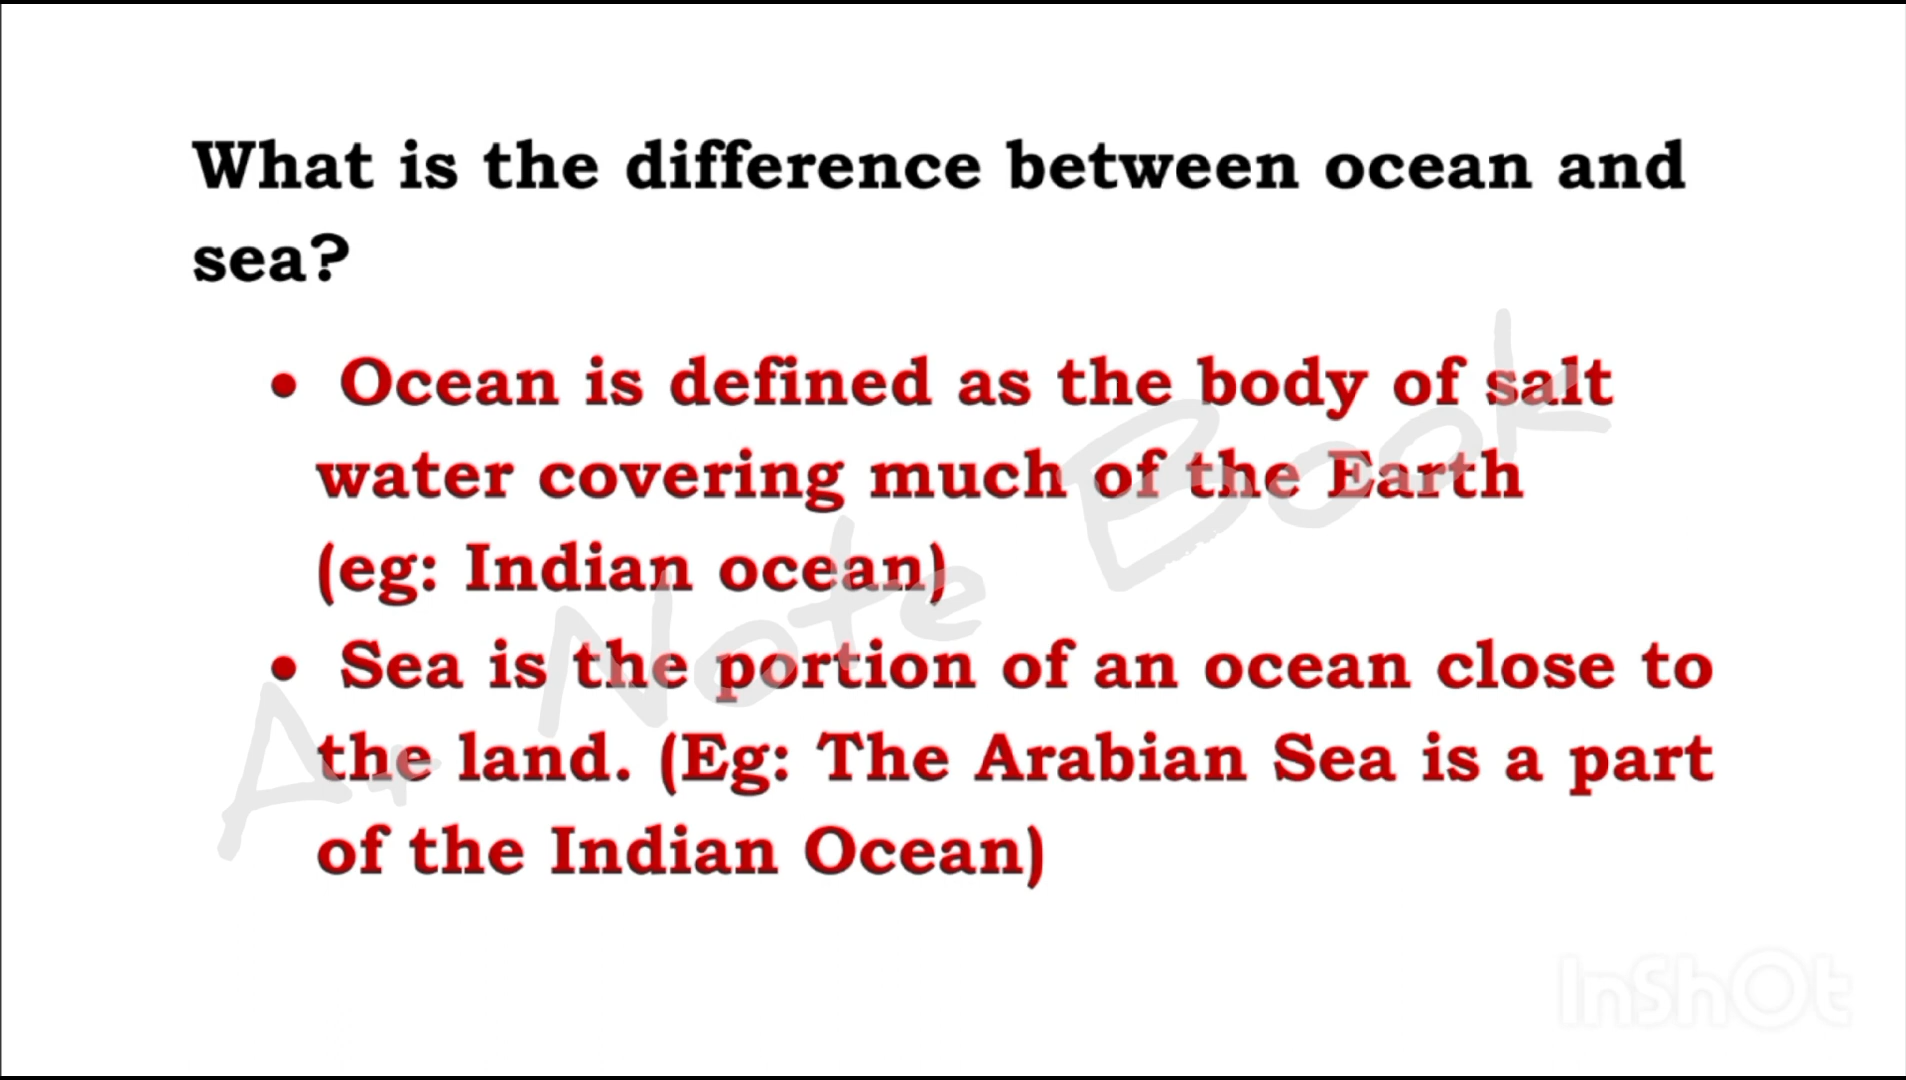 What is the difference between ocean and
sea?
• Ocean is defined as the body of salt
water covering much of the Earth
(eg: Indian ocean)
• Sea is the portion of an ocean close to
the land. (Eg: The Arabian Sea is a part
of the Indian Ocean)
A+ Note Book
InShOt